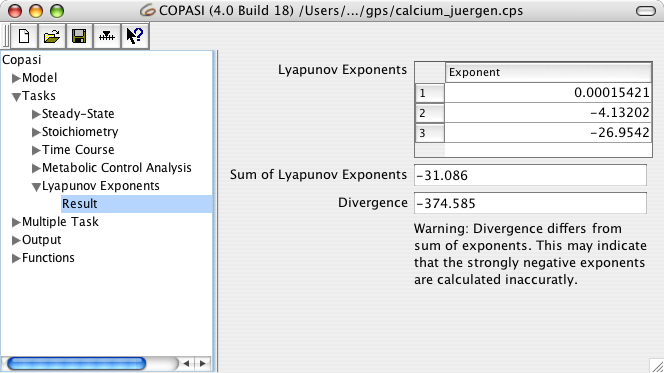 COPASI (4.0 Build 18) /Users/.../gps/calcium_juergen.cps
Copasi
Model
Tasks
Steady-State
Stoichiometry
Time Course
Metabolic Control Analysis
Lyapunov Exponents
Result
Multiple Task
Output
Functions
Lyapunov Exponents
Exponent
1 0.00015421
2 -4.13202
3 -26.9542
Sum of Lyapunov Exponents -31.086
Divergence -374.585
Warning: Divergence differs from
sum of exponents. This may indicate
that the strongly negative exponents
are calculated inaccuratly.